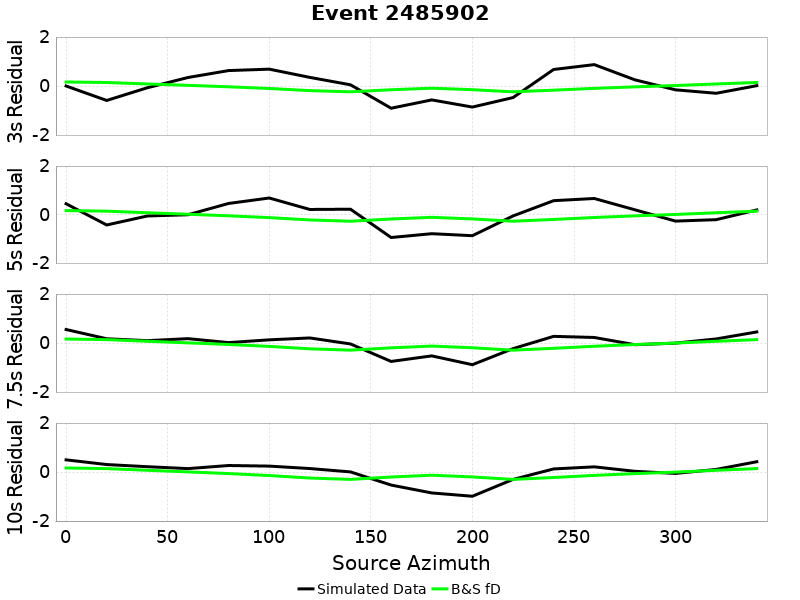 Event 2485902
3s Residual
2
0
-2
5s Residual
2
0
-2
7.5s Residual
2
0
-2
10s Residual
2
0
-2
0 50 100 150 200 250 300
Source Azimuth
Simulated Data B&S fD